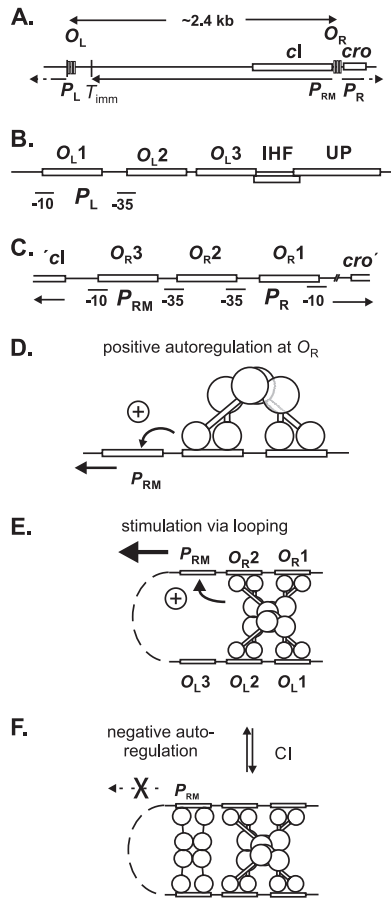 A.
~2.4 kb
OL OR
cI cro
PL Timm PRM PR
B.
OL1 OL2 OL3 IHF UP
-10 PL -35
C.
´cI OR3 OR2 OR1 cro´
-10 PRM -35 -35 PR -10
D.
positive autoregulation at OR
+
PRM
E.
stimulation via looping
PRM OR2 OR1
+
OL3 OL2 OL1
F.
negative auto-
regulation
CI
X PRM